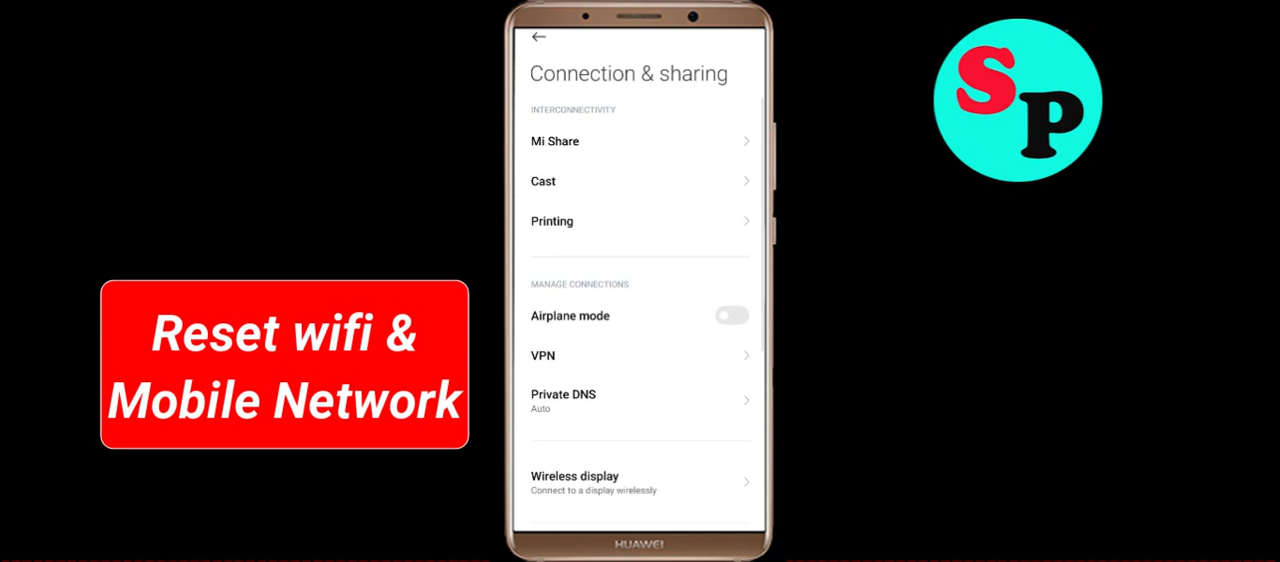 Connection & sharing
INTERCONNECTIVITY
Mi Share
Cast
Printing
MANAGE CONNECTIONS
Airplane mode
VPN
Private DNS
Auto
Wireless display
Connect to a display wirelessly
HUAWEI
Reset wifi &
Mobile Network
SP